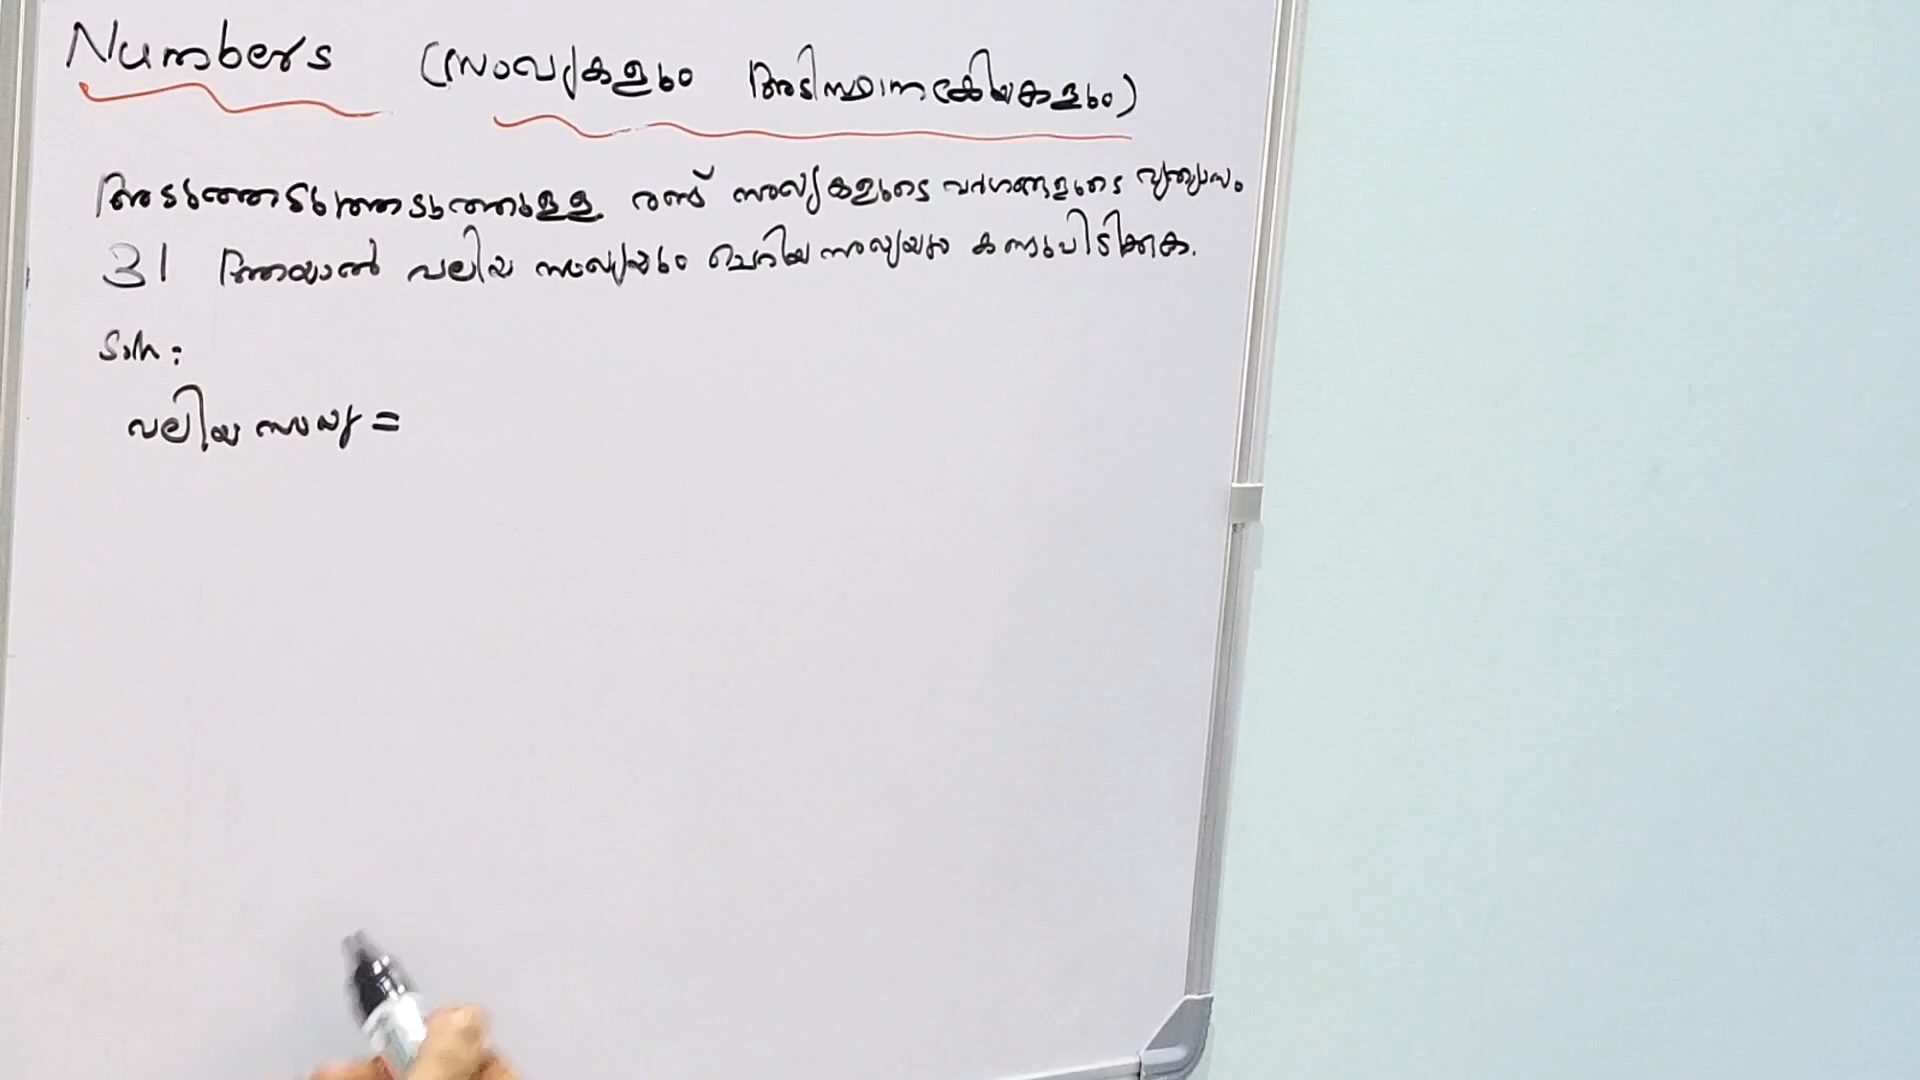 Numbers (സംഖ്യകളും അടിസ്ഥാനക്രിയകളും)
അടുത്തടുത്തടുത്തുള്ള രണ്ട് സംഖ്യകളുടെ വർഗങ്ങളുടെ വ്യത്യാസം
31 ആയാൽ വലിയ സംഖ്യയും ചെറിയ സംഖ്യയും കണ്ടുപിടിക്കുക.
Soln :
വലിയ സംഖ്യ =